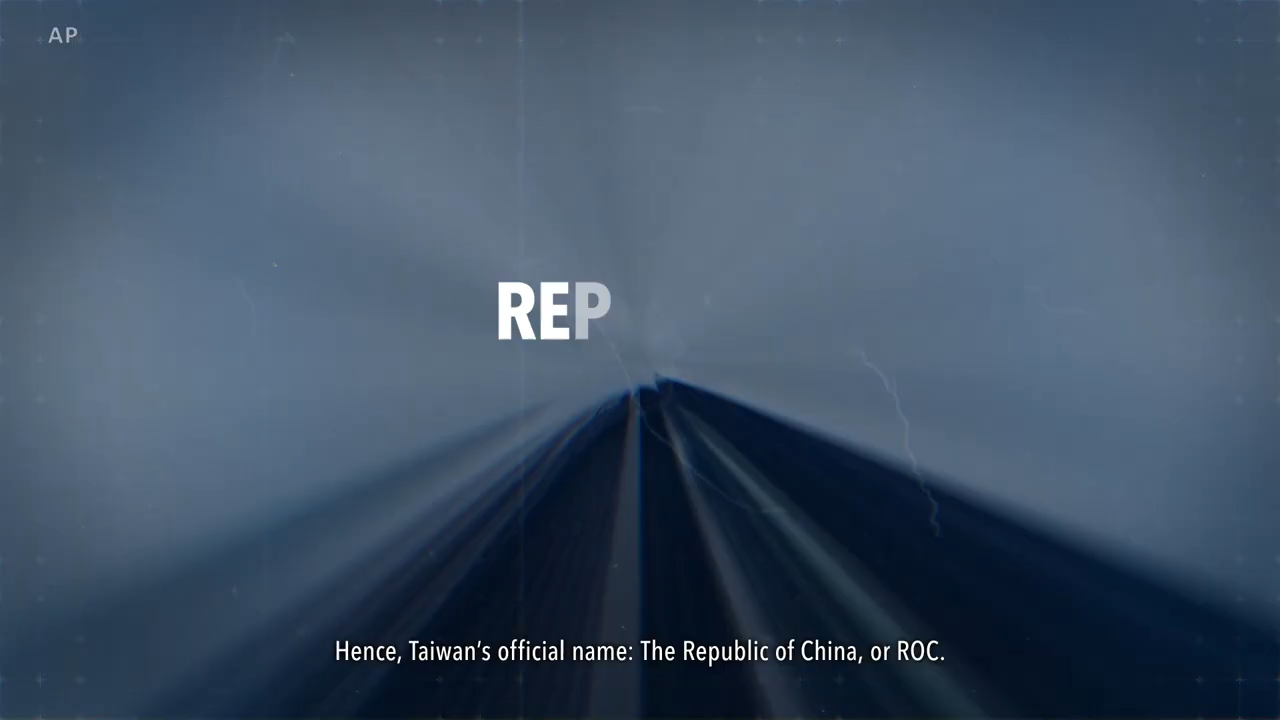 AP
REP
Hence, Taiwan's official name: The Republic of China, or ROC.